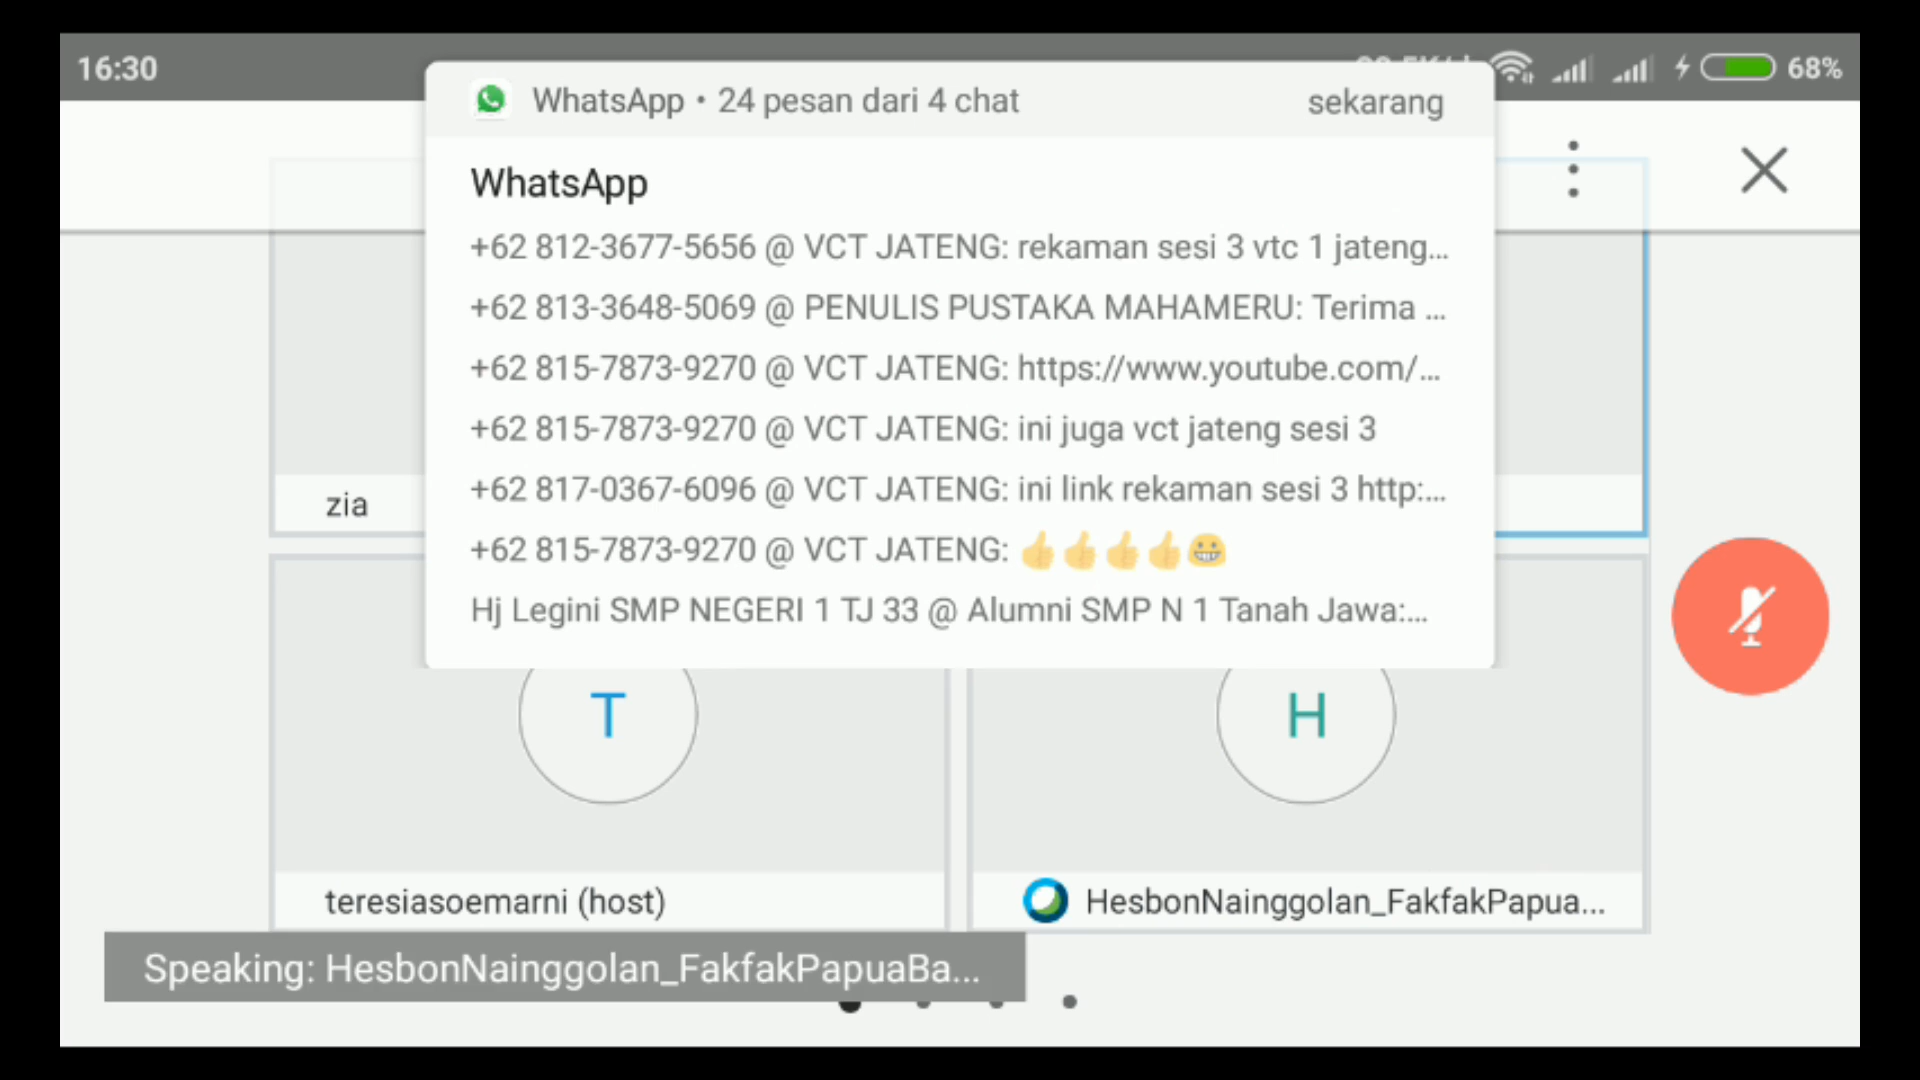 16:30
68%
WhatsApp • 24 pesan dari 4 chat
sekarang
WhatsApp
+62 812-3677-5656 @ VCT JATENG: rekaman sesi 3 vtc 1 jateng...
+62 813-3648-5069 @ PENULIS PUSTAKA MAHAMERU: Terima ...
+62 815-7873-9270 @ VCT JATENG: https://www.youtube.com/...
+62 815-7873-9270 @ VCT JATENG: ini juga vct jateng sesi 3
+62 817-0367-6096 @ VCT JATENG: ini link rekaman sesi 3 http:...
+62 815-7873-9270 @ VCT JATENG: 👍👍👍👍😀
Hj Legini SMP NEGERI 1 TJ 33 @ Alumni SMP N 1 Tanah Jawa:...
zia
T
H
teresiasoemarni (host)
HesbonNainggolan_FakfakPapua...
Speaking: HesbonNainggolan_FakfakPapuaBa...